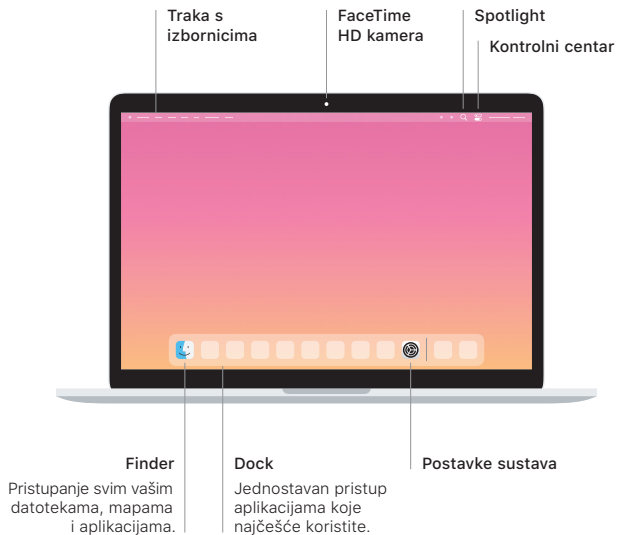 Traka s
izbornicima
FaceTime
HD kamera
Spotlight
Kontrolni centar
Finder
Pristupanje svim vašim
datotekama, mapama
i aplikacijama.
Dock
Jednostavan pristup
aplikacijama koje
najčešće koristite.
Postavke sustava